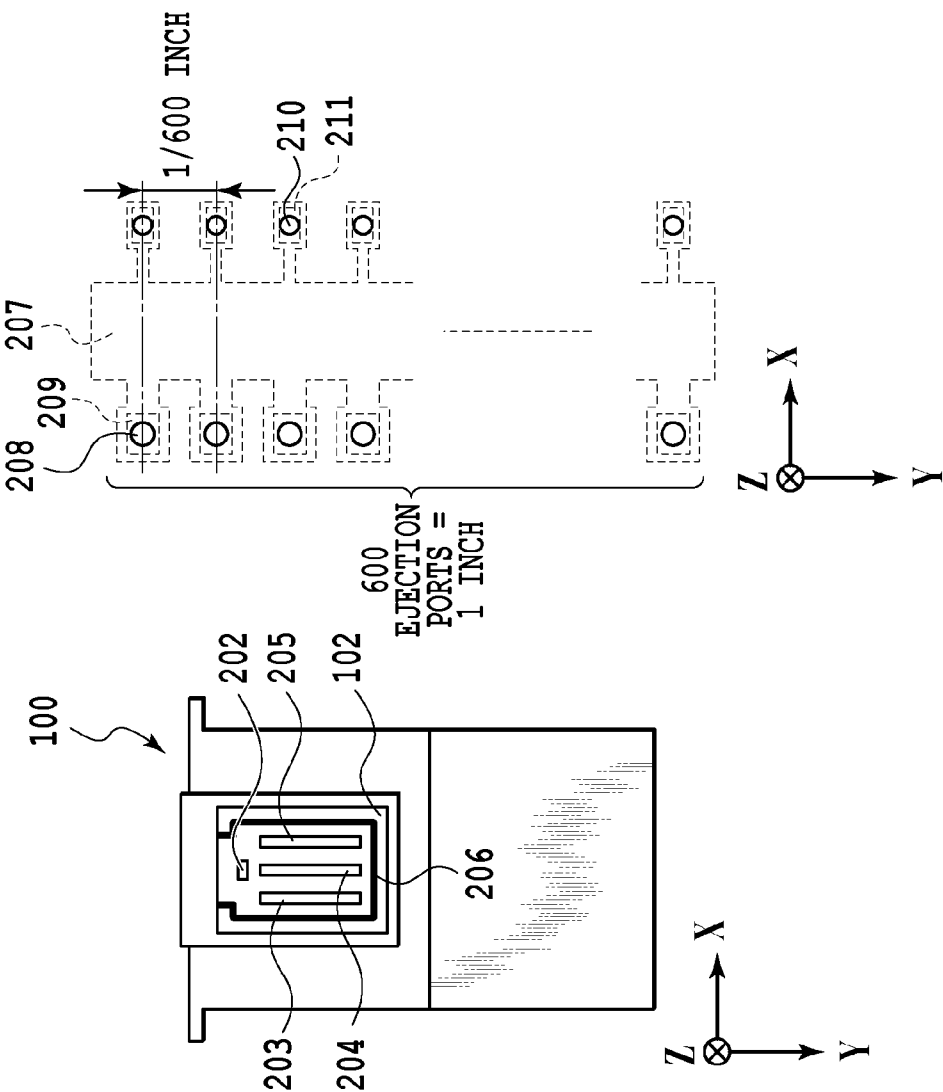 207
209
208
1/600 INCH
210
211
600
EJECTION
PORTS =
1 INCH
X
Z
Y
100
202
205
102
206
203
204
X
Z
Y